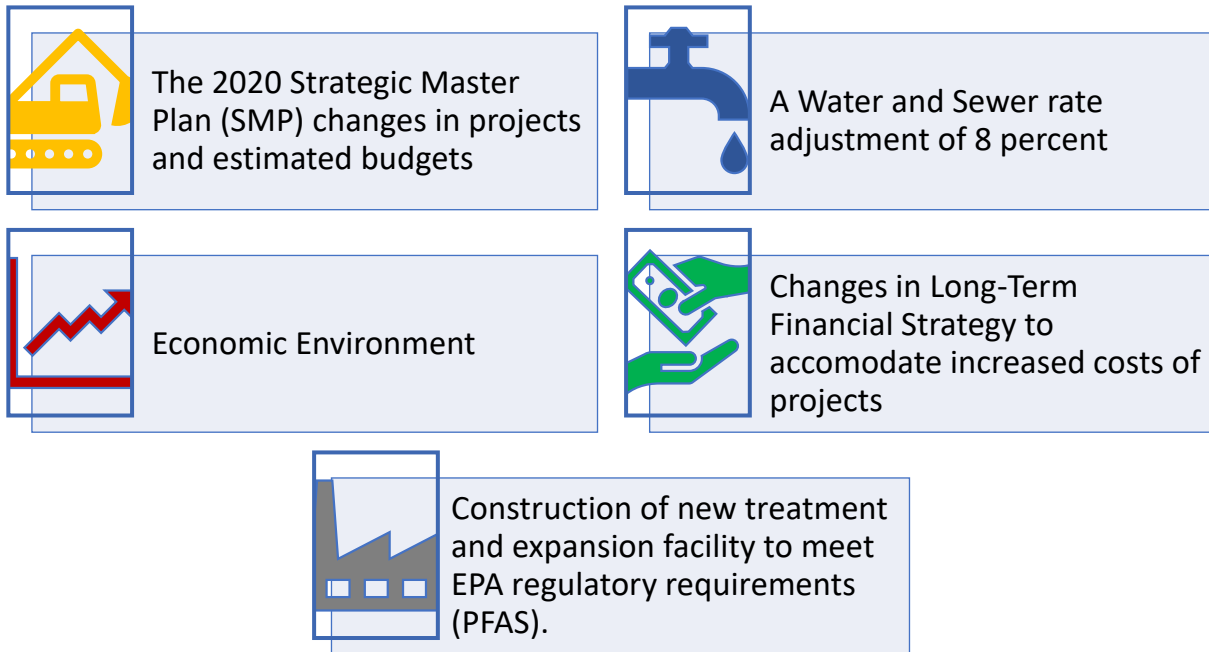 The 2020 Strategic Master
Plan (SMP) changes in projects
and estimated budgets
A Water and Sewer rate
adjustment of 8 percent
Economic Environment
Changes in Long-Term
Financial Strategy to
accomodate increased costs of
projects
Construction of new treatment
and expansion facility to meet
EPA regulatory requirements
(PFAS).